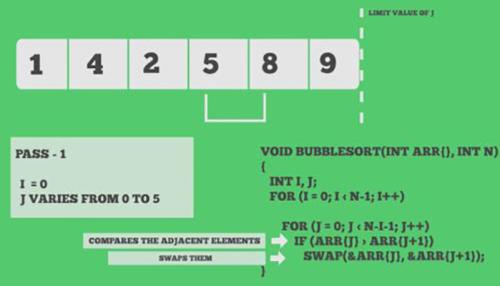 LIMIT VALUE OF J
1 4 2 5 8 9
PASS - 1
I = 0
J VARIES FROM 0 TO 5
VOID BUBBLESORT(INT ARR{}, INT N)
{
INT I, J;
FOR (I = 0; I < N-1; I++)
FOR (J = 0; J < N-I-1; J++)
COMPARES THE ADJACENT ELEMENTS
IF (ARR{J} > ARR{J+1})
SWAPS THEM
SWAP(&ARR{J}, &ARR{J+1});
}